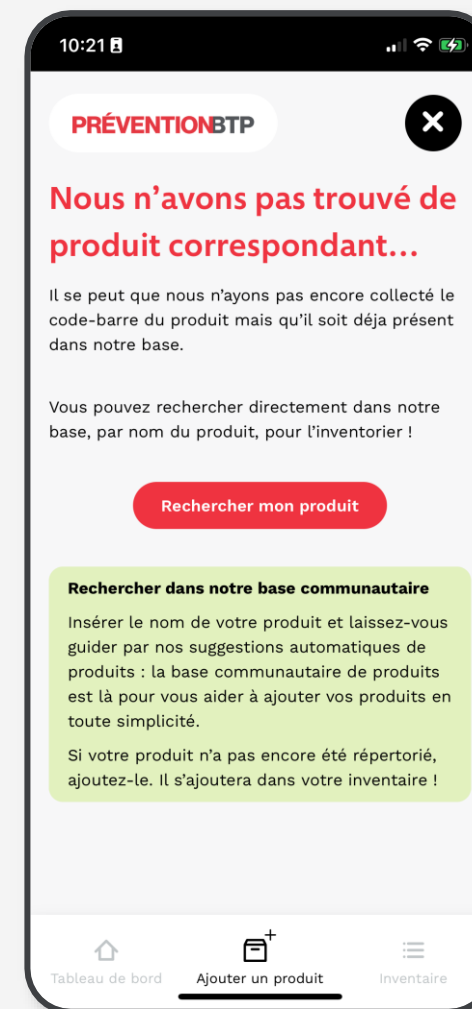 10:21
PRÉVENTIONBTP
Nous n’avons pas trouvé de
produit correspondant...
Il se peut que nous n’ayons pas encore collecté le
code-barre du produit mais qu’il soit déja présent
dans notre base.
Vous pouvez rechercher directement dans notre
base, par nom du produit, pour l’inventorier !
Rechercher mon produit
Rechercher dans notre base communautaire
Insérer le nom de votre produit et laissez-vous
guider par nos suggestions automatiques de
produits : la base communautaire de produits
est là pour vous aider à ajouter vos produits en
toute simplicité.
Si votre produit n’a pas encore été répertorié,
ajoutez-le. Il s’ajoutera dans votre inventaire !
Tableau de bord
Ajouter un produit
Inventaire